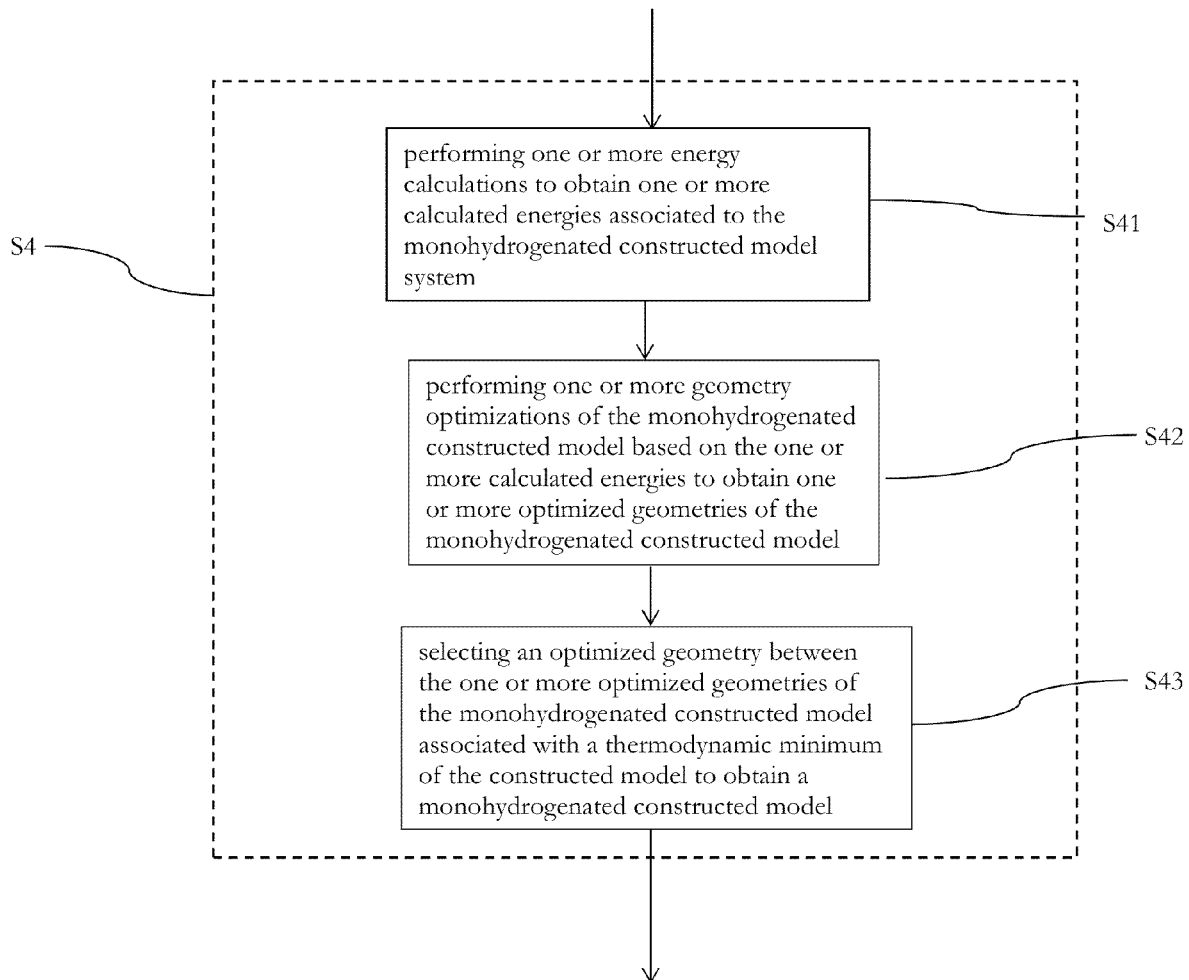 performing one or more energy
calculations to obtain one or more
calculated energies associated to the
monohydrogenated constructed model
system
S41
S4
performing one or more geometry
optimizations of the monohydrogenated
constructed model based on the one or
more calculated energies to obtain one
or more optimized geometries of the
monohydrogenated constructed model
S42
selecting an optimized geometry between
the one or more optimized geometries of
the monohydrogenated constructed model
associated with a thermodynamic minimum
of the constructed model to obtain a
monohydrogenated constructed model
S43